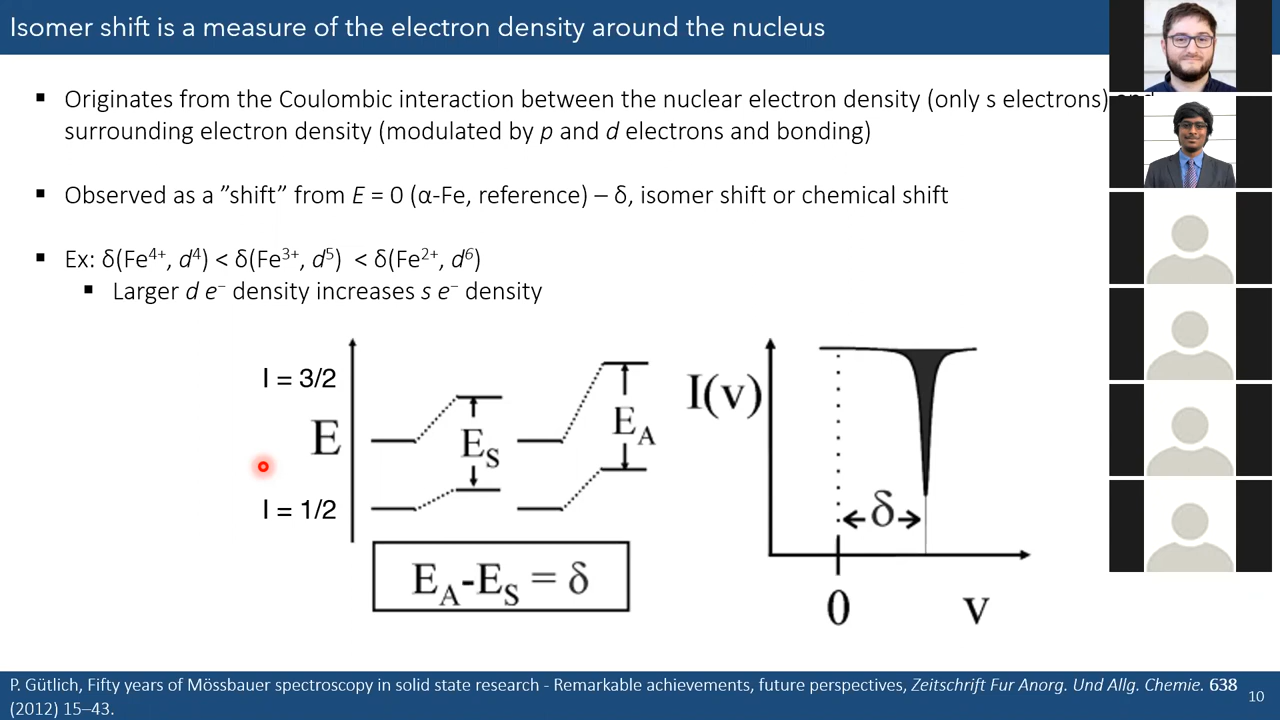 Isomer shift is a measure of the electron density around the nucleus
▪ Originates from the Coulombic interaction between the nuclear electron density (only s electrons) and
surrounding electron density (modulated by p and d electrons and bonding)
▪ Observed as a ”shift” from E = 0 (α-Fe, reference) – δ, isomer shift or chemical shift
▪ Ex: δ(Fe⁴⁺, d⁴) < δ(Fe³⁺, d⁵) < δ(Fe²⁺, d⁶)
▪ Larger d e⁻ density increases s e⁻ density
I = 3/2
E
I = 1/2
E_S
E_A
E_A-E_S = δ
I(v)
δ
0 v
P. Gütlich, Fifty years of Mössbauer spectroscopy in solid state research - Remarkable achievements, future perspectives, Zeitschrift Fur Anorg. Und Allg. Chemie. 638
(2012) 15–43.
10